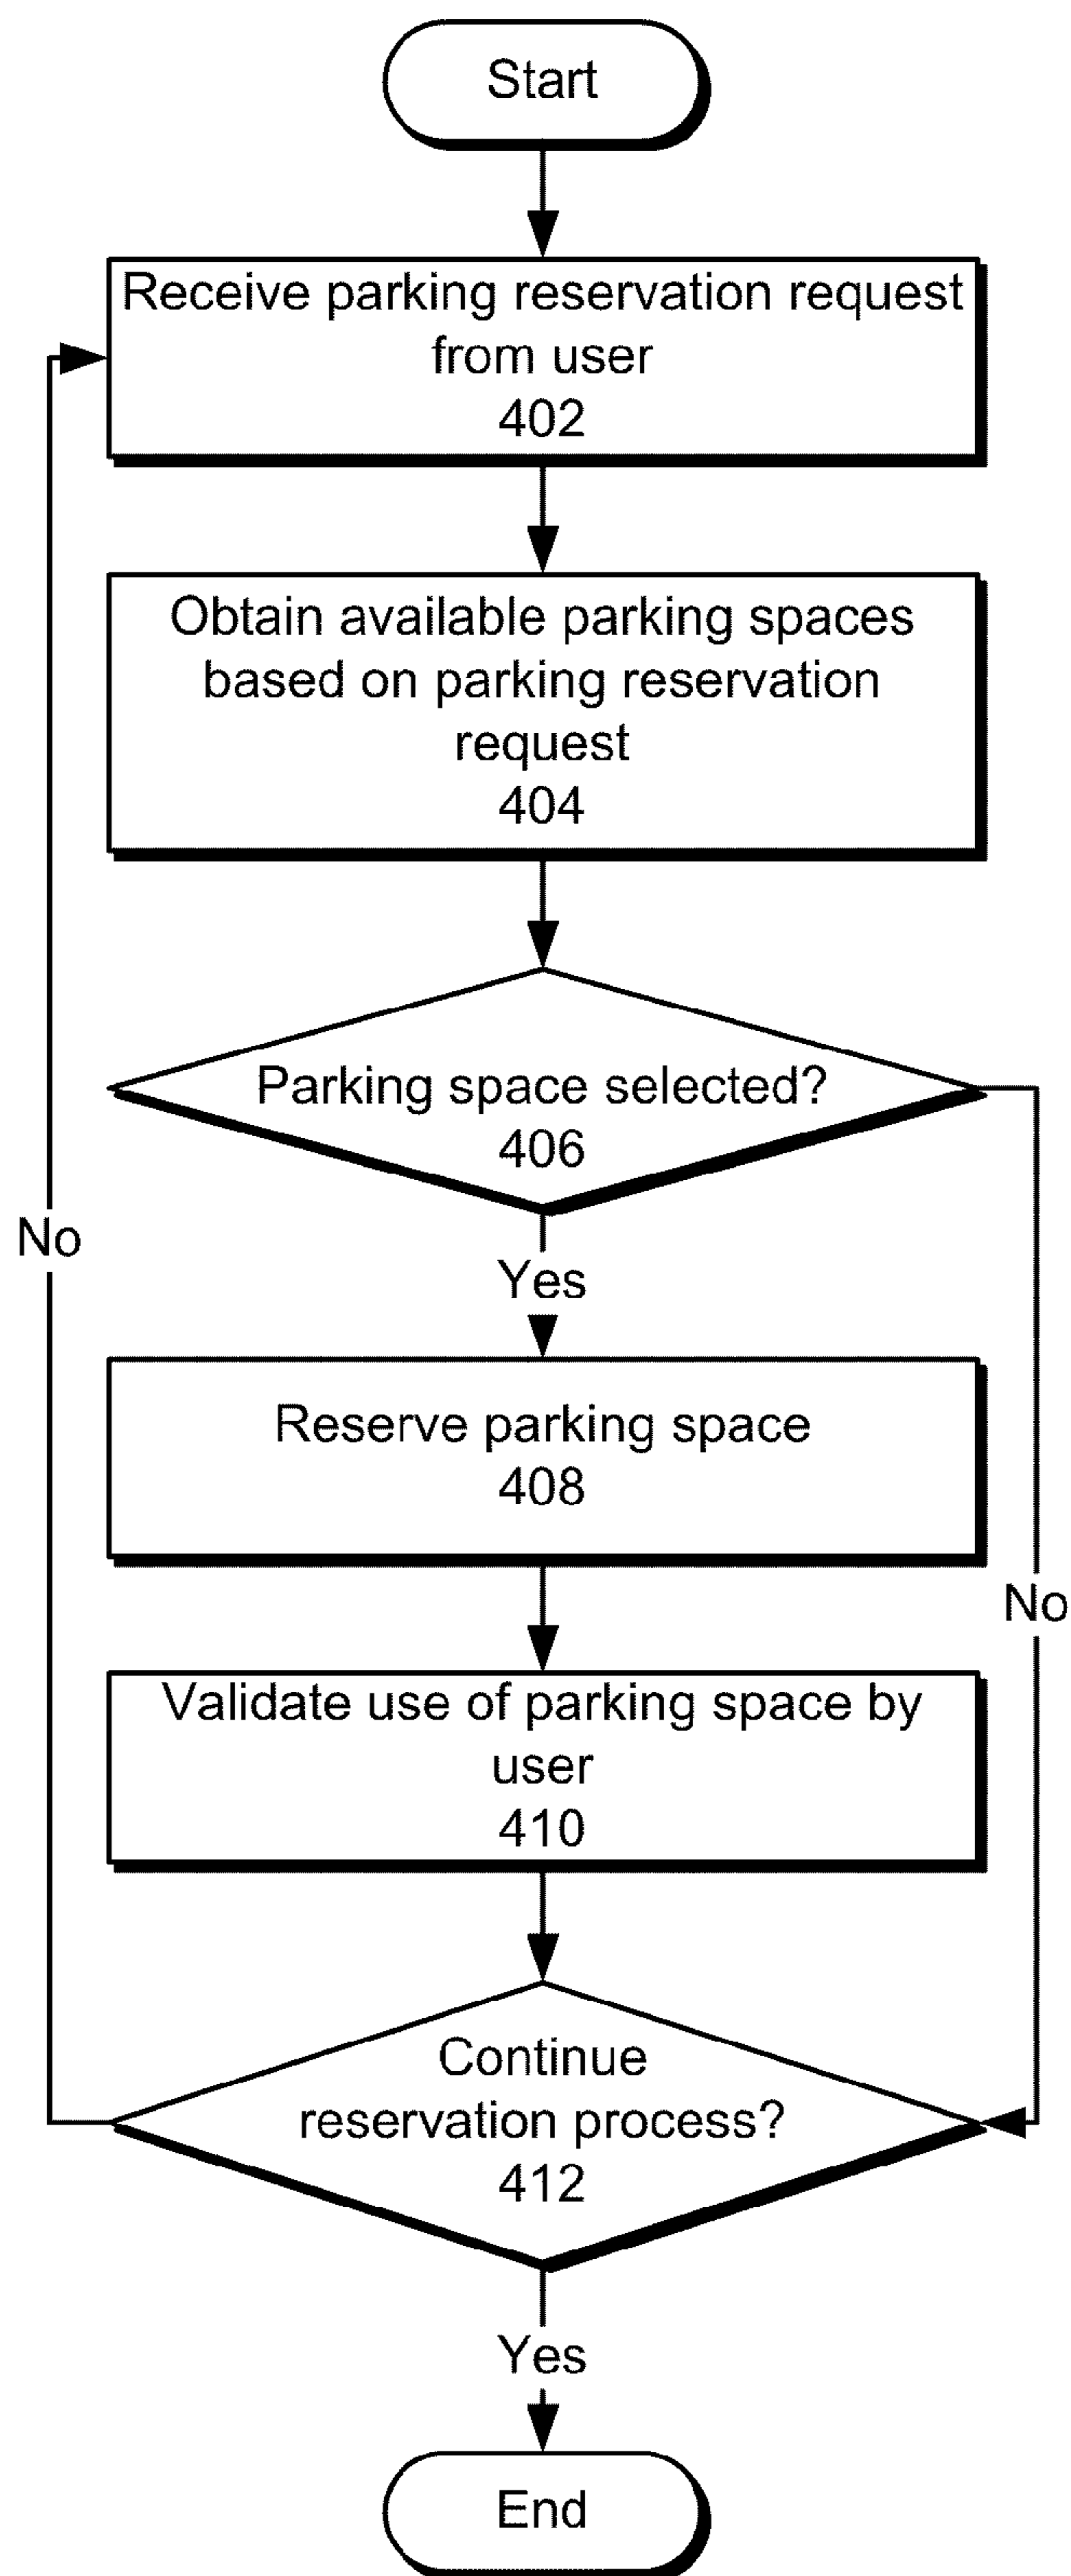 Start
Receive parking reservation request
from user
402
Obtain available parking spaces
based on parking reservation
request
404
Parking space selected?
406
No
Yes
Reserve parking space
408
No
Validate use of parking space by
user
410
Continue
reservation process?
412
Yes
End